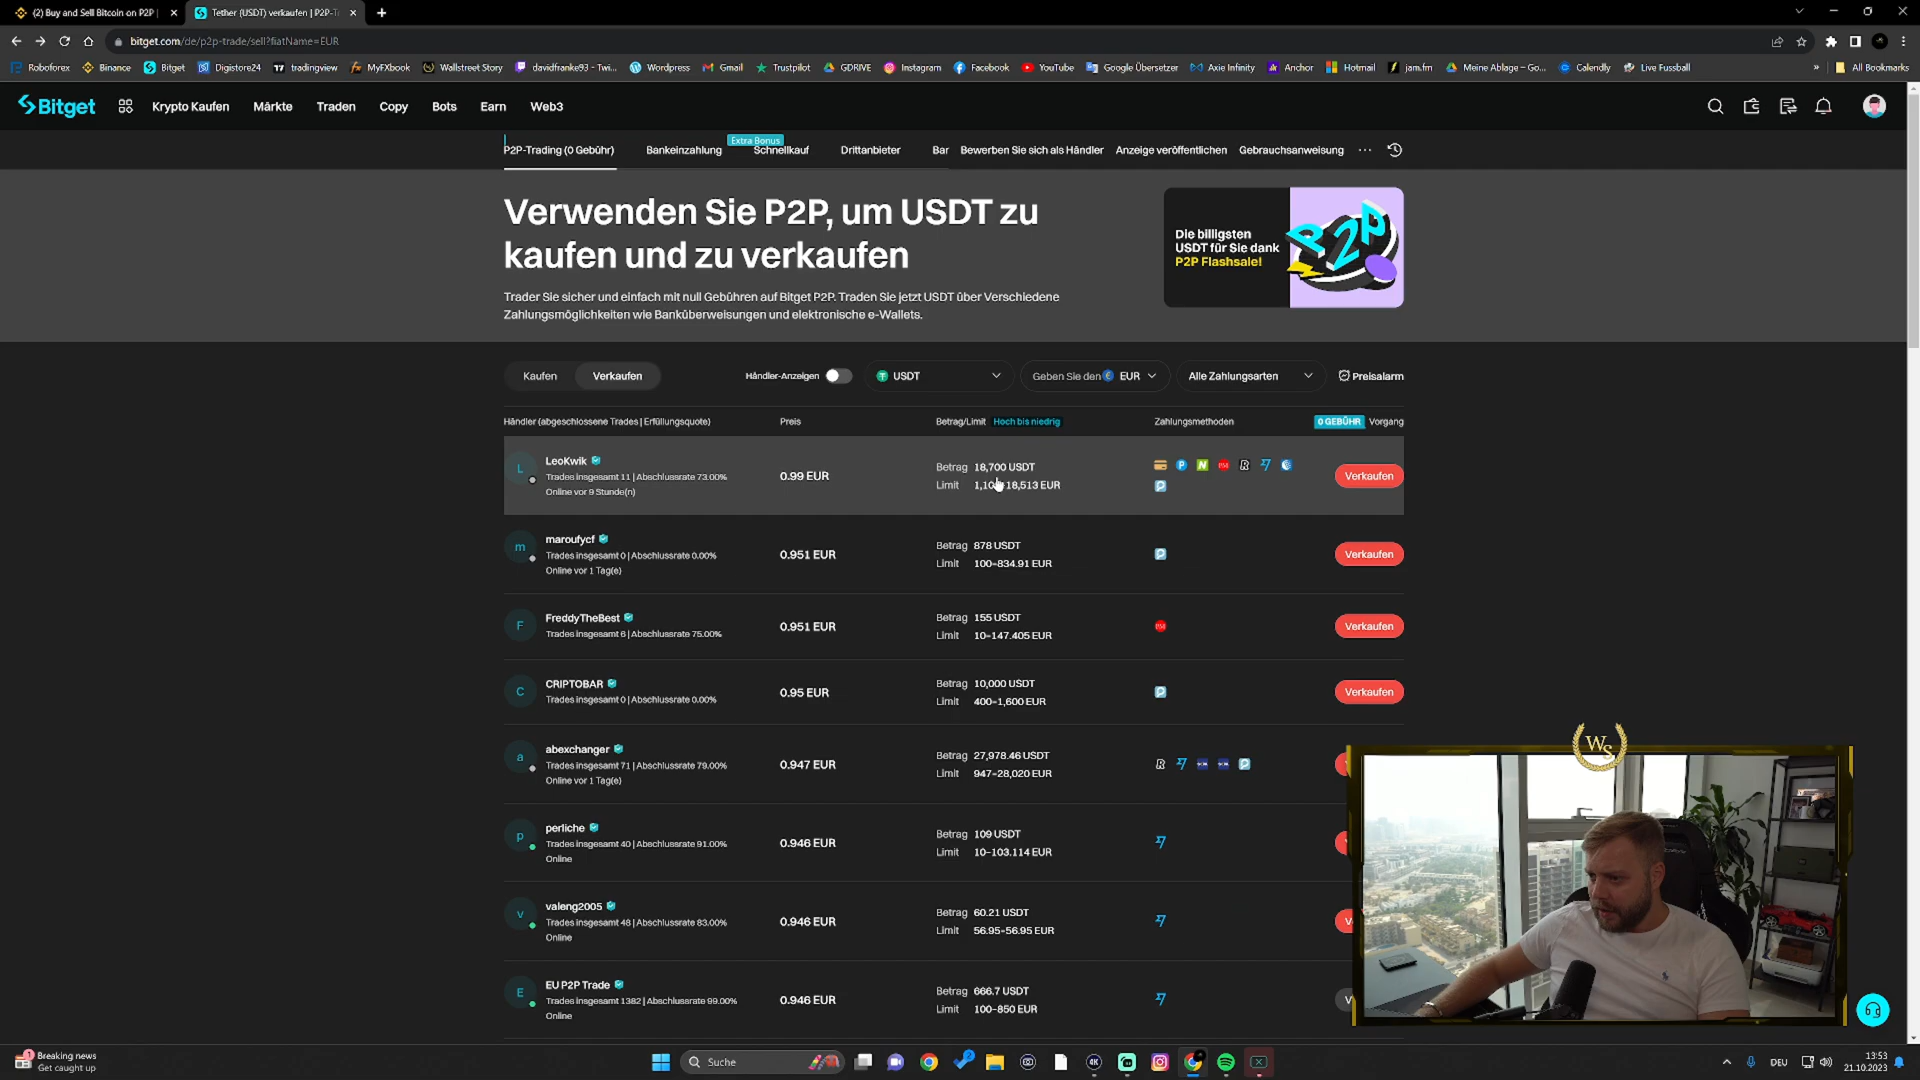 (2) Buy and Sell Bitcoin on P2P |
Tether (USDT) verkaufen | P2P-T
bitget.com/de/p2p-trade/sell?fiatName=EUR
Roboforex Binance Bitget Digistore24 tradingview MyFXbook Wallstreet Story davidfranke93 - Twi... Wordpress Gmail Trustpilot GDRIVE Instagram Facebook YouTube Google Übersetzer Axie Infinity Anchor Hotmail jam.fm Meine Ablage – Go... Calendly Live Fussball » All Bookmarks
Bitget Krypto Kaufen Märkte Traden Copy Bots Earn Web3
Extra Bonus
P2P-Trading (0 Gebühr) Bankeinzahlung Schnellkauf Drittanbieter Bar Bewerben Sie sich als Händler Anzeige veröffentlichen Gebrauchsanweisung ...
Verwenden Sie P2P, um USDT zu
kaufen und zu verkaufen
Trader Sie sicher und einfach mit null Gebühren auf Bitget P2P. Traden Sie jetzt USDT über Verschiedene
Zahlungsmöglichkeiten wie Banküberweisungen und elektronische e-Wallets.
Die billigsten
USDT für Sie dank
P2P Flashsale!
P2P
Kaufen Verkaufen Händler-Anzeigen USDT Geben Sie den EUR Alle Zahlungsarten Preisalarm
Händler (abgeschlossene Trades | Erfüllungsquote) Preis Betrag/Limit Hoch bis niedrig Zahlungsmethoden 0 GEBÜHR Vorgang
L LeoKwik
Trades insgesamt 11 | Abschlussrate 73.00%
Online vor 9 Stunde(n)
0.99 EUR
Betrag 18,700 USDT
Limit 1,10 18,513 EUR
Verkaufen
m maroufycf
Trades insgesamt 0 | Abschlussrate 0.00%
Online vor 1 Tag(e)
0.951 EUR
Betrag 878 USDT
Limit 100–834.91 EUR
Verkaufen
F FreddyTheBest
Trades insgesamt 6 | Abschlussrate 75.00%
0.951 EUR
Betrag 155 USDT
Limit 10–147.405 EUR
Verkaufen
C CRIPTOBAR
Trades insgesamt 0 | Abschlussrate 0.00%
0.95 EUR
Betrag 10,000 USDT
Limit 400–1,600 EUR
Verkaufen
a abexchanger
Trades insgesamt 71 | Abschlussrate 79.00%
Online vor 1 Tag(e)
0.947 EUR
Betrag 27,978.46 USDT
Limit 947–28,020 EUR
p perliche
Trades insgesamt 40 | Abschlussrate 91.00%
Online
0.946 EUR
Betrag 109 USDT
Limit 10–103.114 EUR
v valeng2005
Trades insgesamt 48 | Abschlussrate 83.00%
Online
0.946 EUR
Betrag 60.21 USDT
Limit 56.95–56.95 EUR
V
E EU P2P Trade
Trades insgesamt 1382 | Abschlussrate 99.00%
Online
0.946 EUR
Betrag 666.7 USDT
Limit 100–850 EUR
V
WS
1 Breaking news
Get caught up
Suche
DEU
13:53
21.10.2023